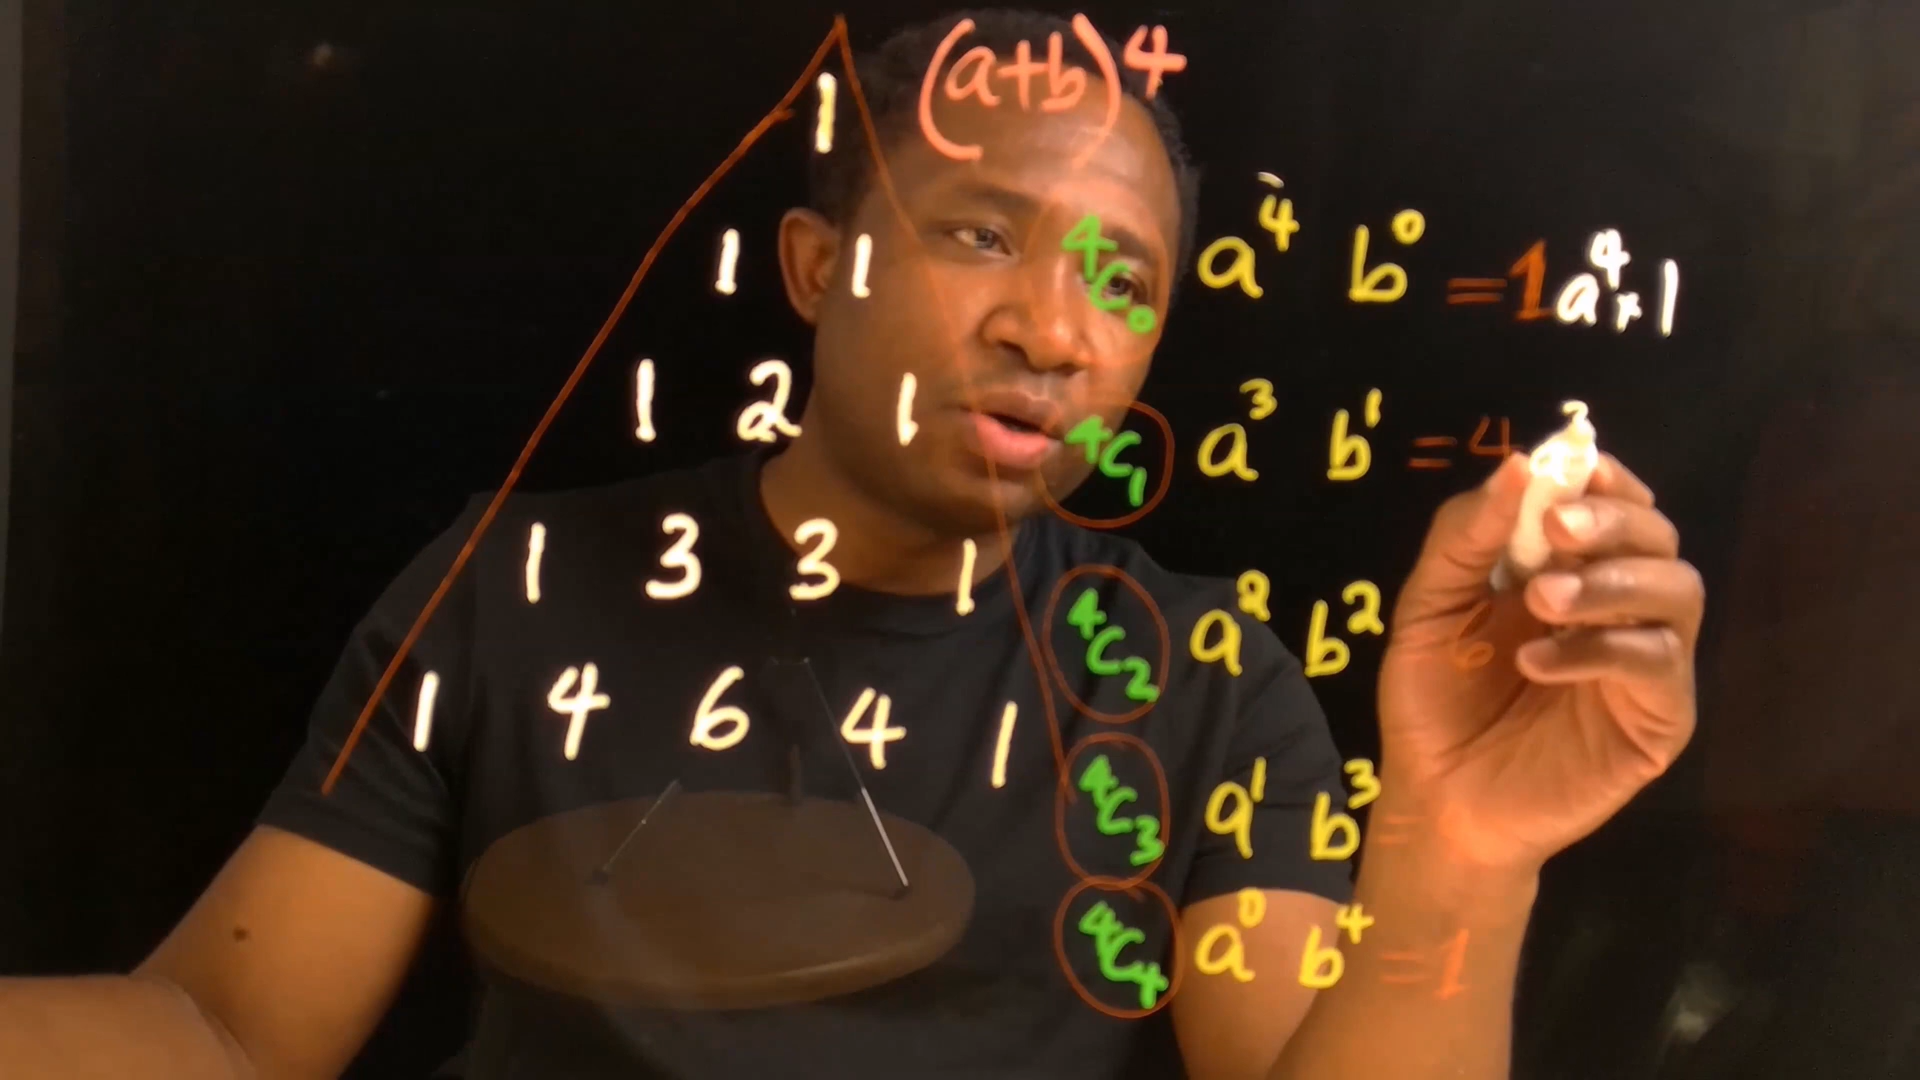 (a+b)⁴
1
1 1
1 2 1
1 3 3 1
1 4 6 4 1
⁴C₀ a⁴ b⁰ = 1a⁴×1
⁴C₁ a³ b¹ = 4
⁴C₂ a² b² 6
⁴C₃ a¹ b³ =
⁴C₄ a⁰ b⁴ = 1